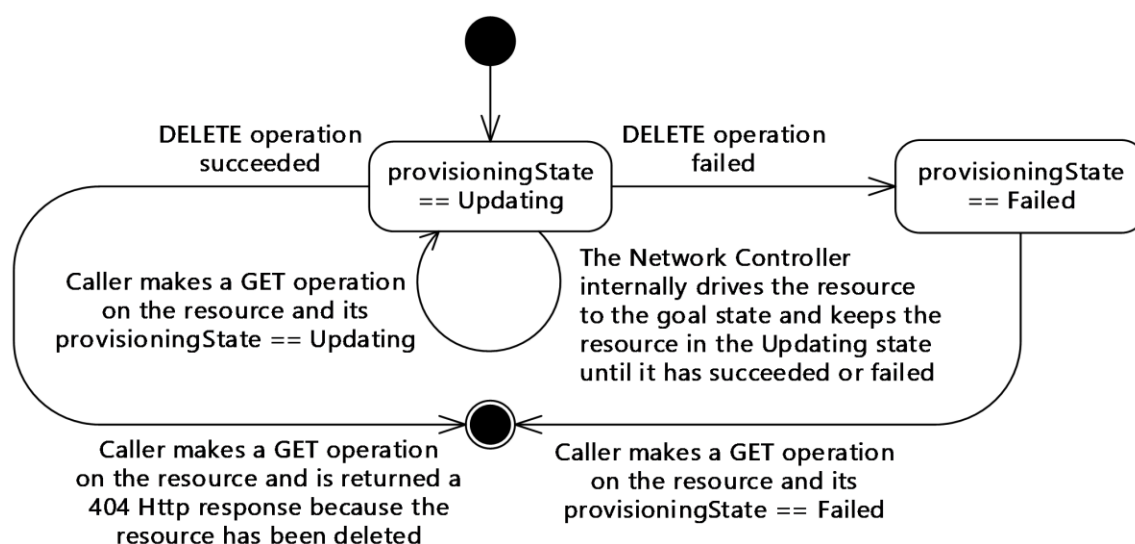 DELETE operation
succeeded
provisioningState
== Updating
DELETE operation
failed
provisioningState
== Failed
Caller makes a GET operation
on the resource and its
provisioningState == Updating
The Network Controller
internally drives the resource
to the goal state and keeps the
resource in the Updating state
until it has succeeded or failed
Caller makes a GET operation
on the resource and is returned a
404 Http response because the
resource has been deleted
Caller makes a GET operation
on the resource and its
provisioningState == Failed